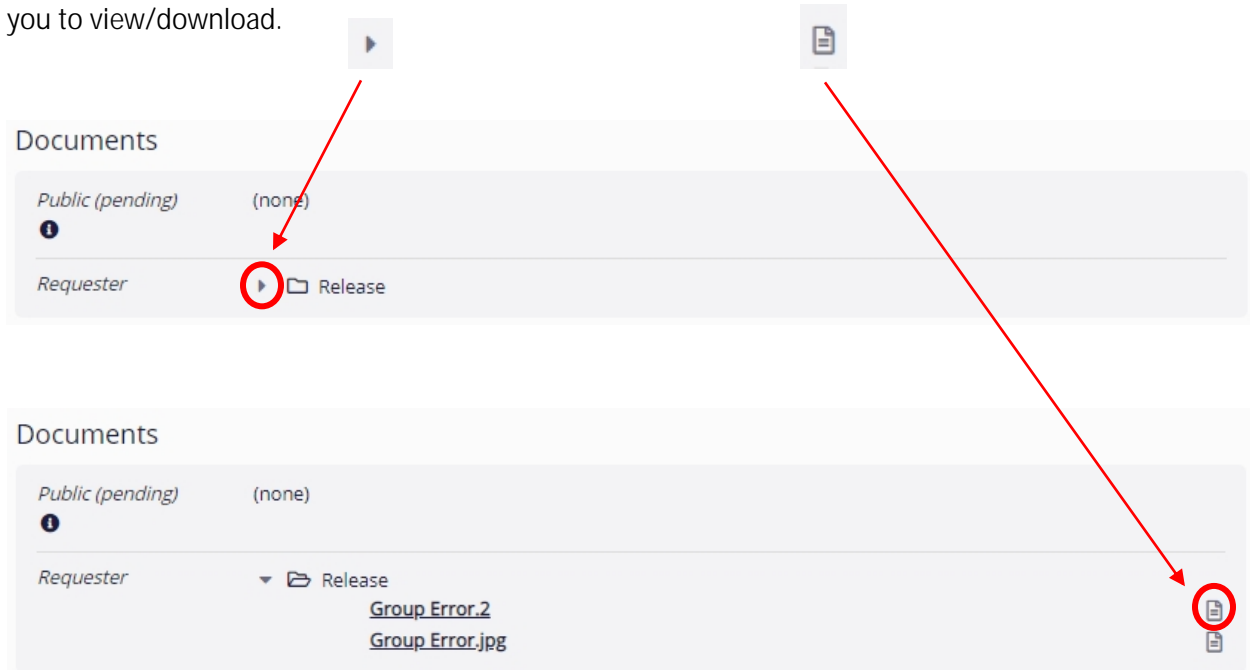 you to view/download.
Documents
Public (pending) (none)
Requester Release
Documents
Public (pending) (none)
Requester Release
Group Error.2
Group Error.jpg